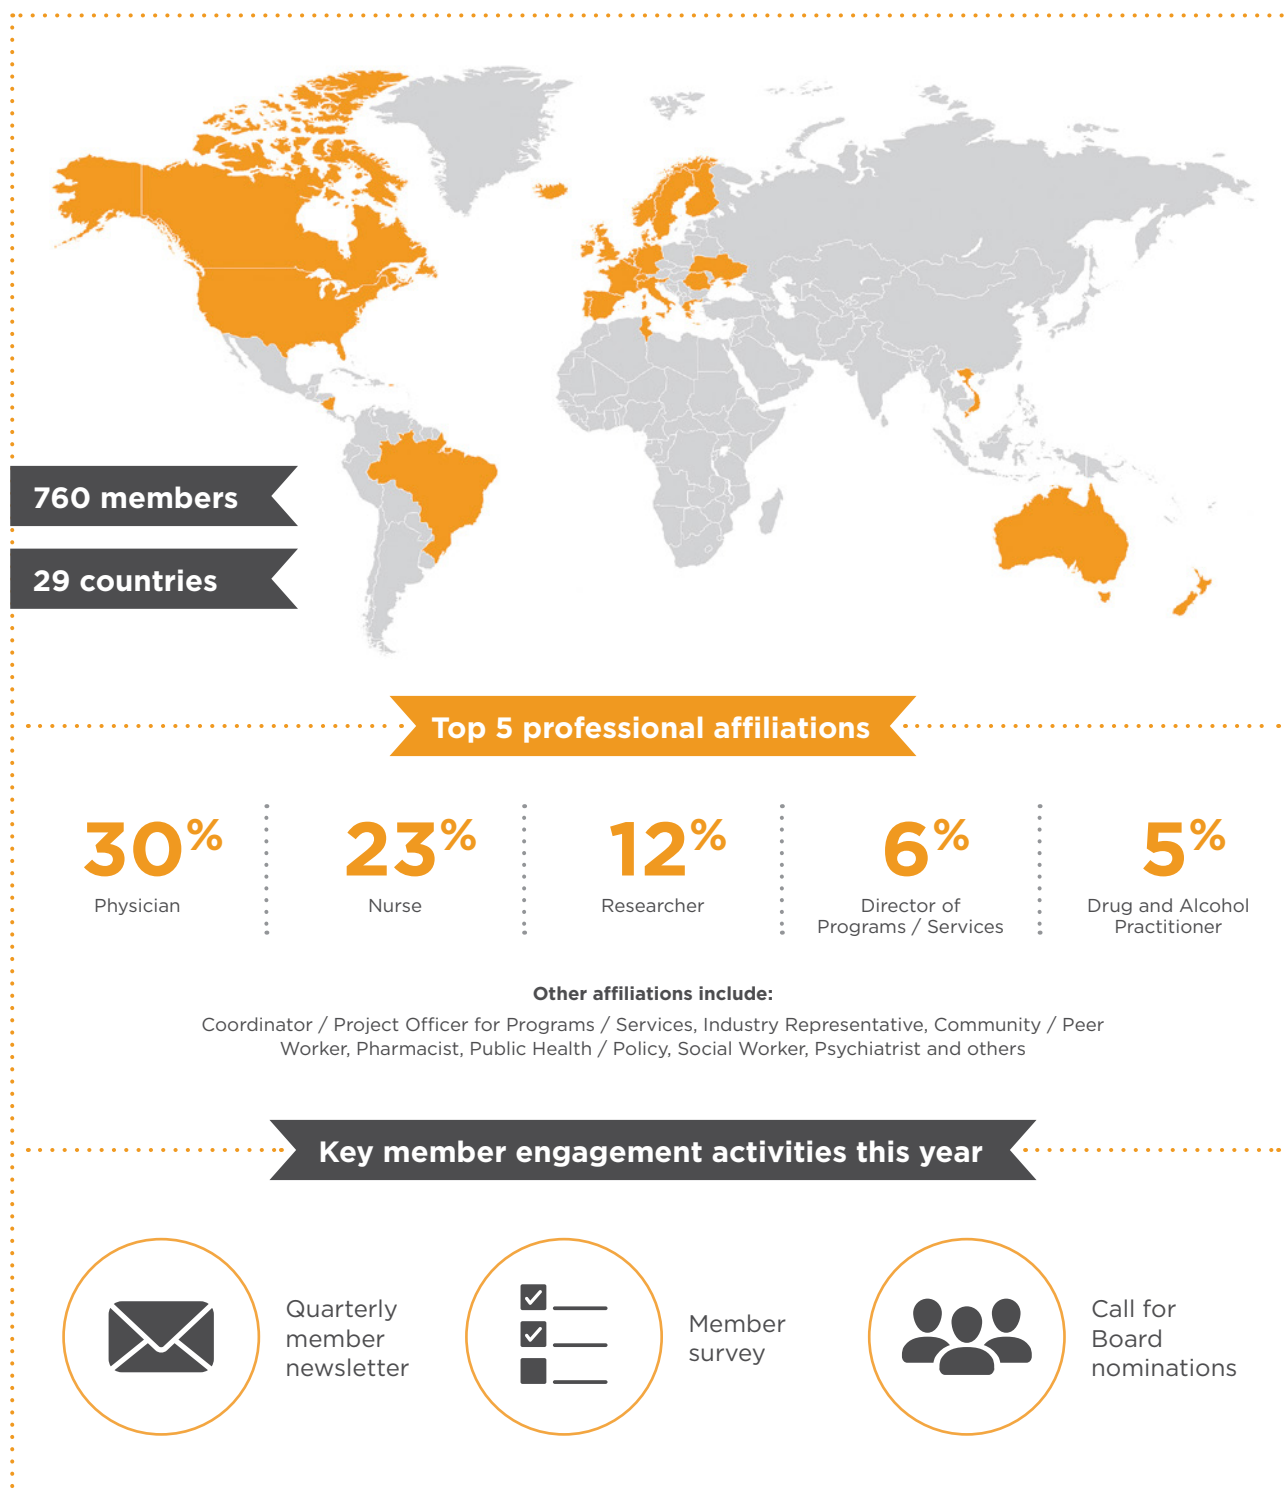 760 members
29 countries
Top 5 professional affiliations
30%
Physician
23%
Nurse
12%
Researcher
6%
Director of
Programs / Services
5%
Drug and Alcohol
Practitioner
Other affiliations include:
Coordinator / Project Officer for Programs / Services, Industry Representative, Community / Peer
Worker, Pharmacist, Public Health / Policy, Social Worker, Psychiatrist and others
Key member engagement activities this year
Quarterly
member
newsletter
Member
survey
Call for
Board
nominations